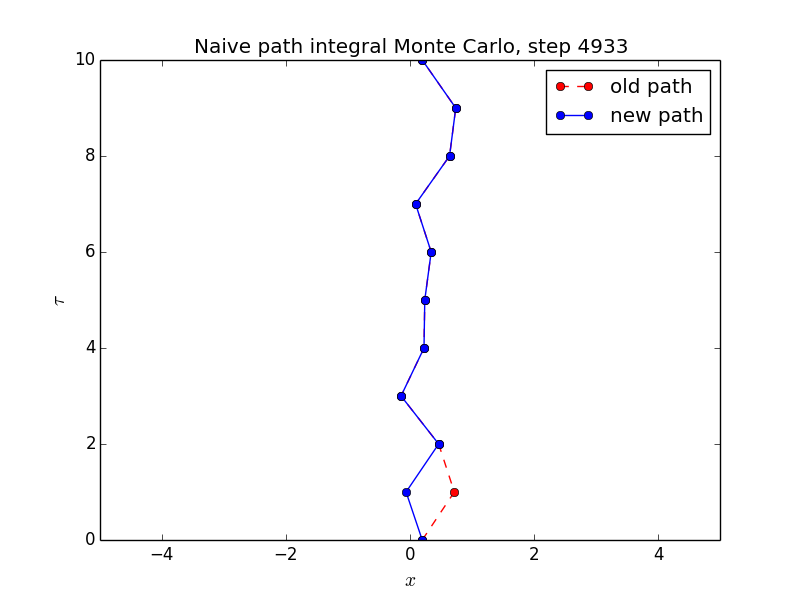 Naive path integral Monte Carlo, step 4933
old path
new path
10
8
6
4
2
0
τ
−4
−2
0
2
4
x